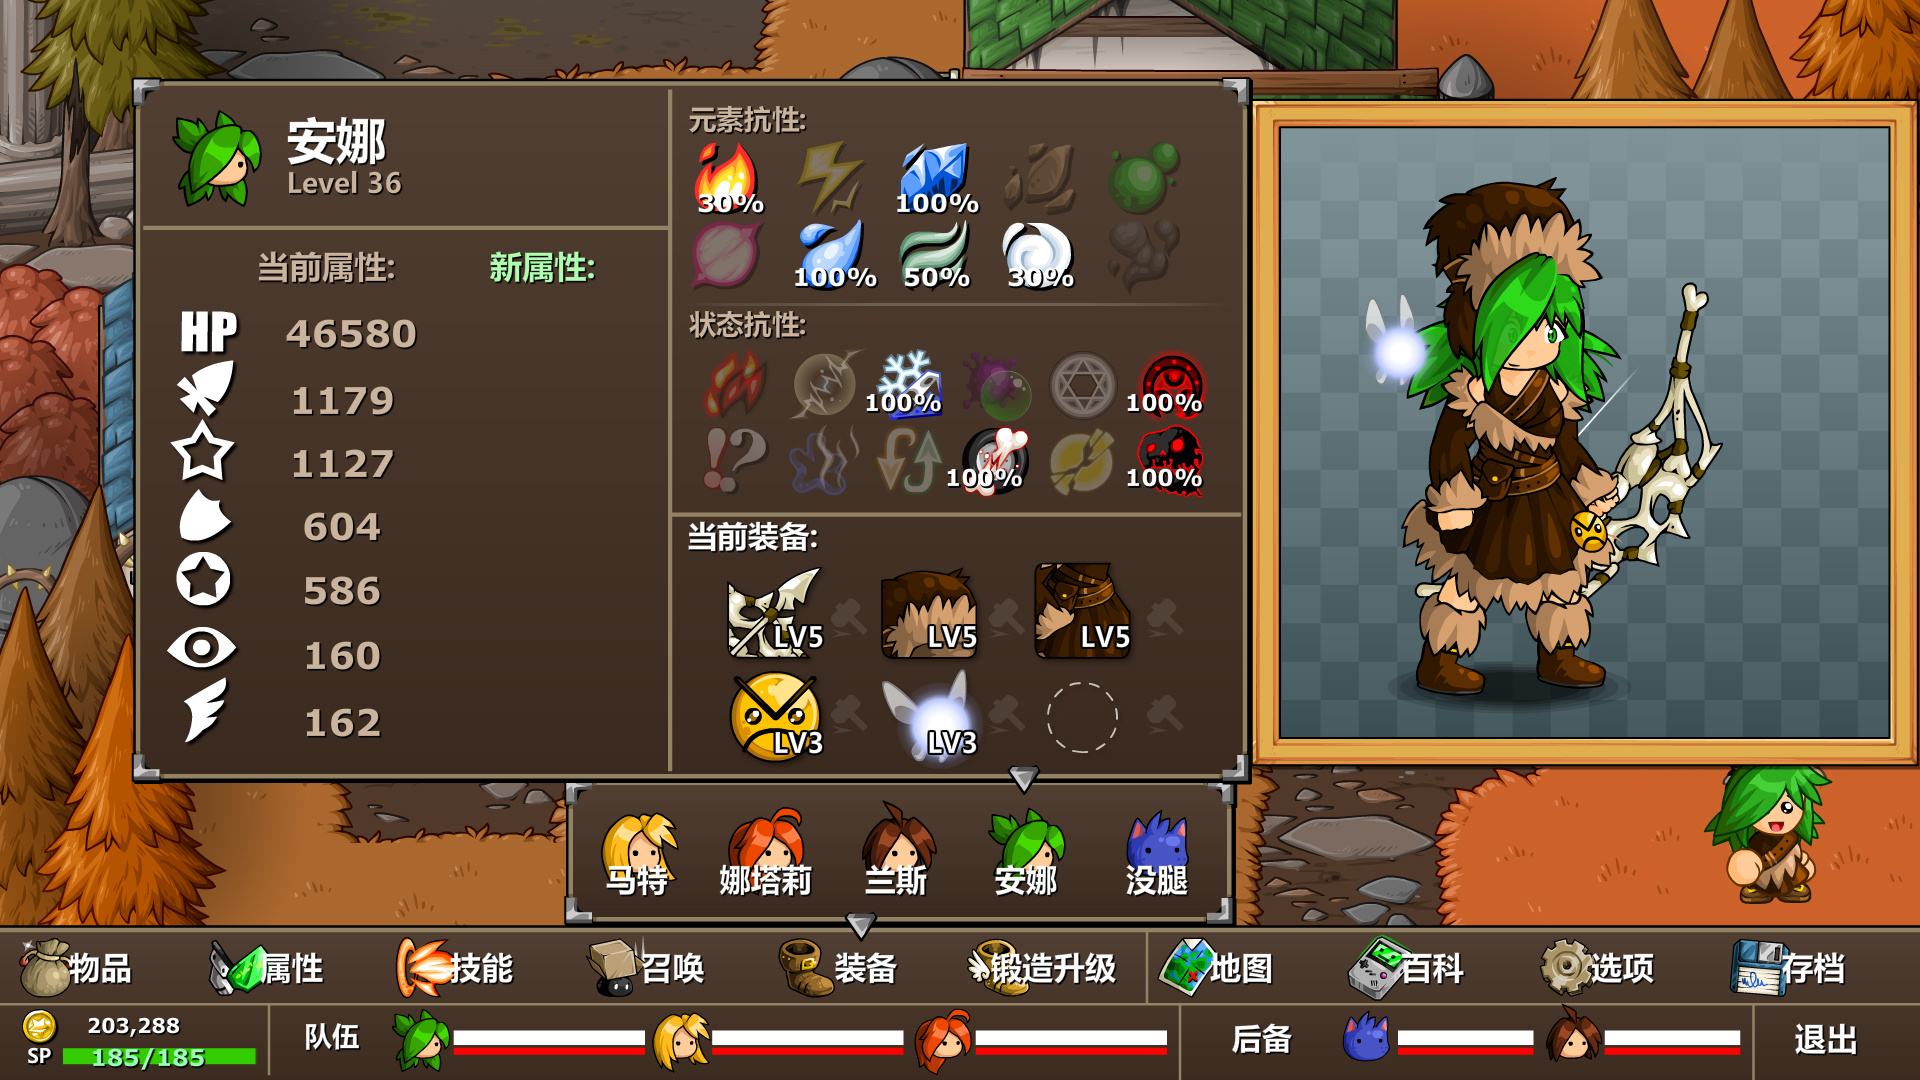 安娜
Level 36
当前属性: 新属性:
HP 46580
1179
1127
604
586
160
162
元素抗性:
30% 100%
100% 50% 30%
状态抗性:
100% 100%
100% 100%
当前装备:
LV5 LV5 LV5
LV3 LV3
马特 娜塔莉 兰斯 安娜 没腿
物品 属性 技能 召唤 装备 锻造升级 地图 百科 选项 存档
203,288
SP 185/185
队伍 后备 退出